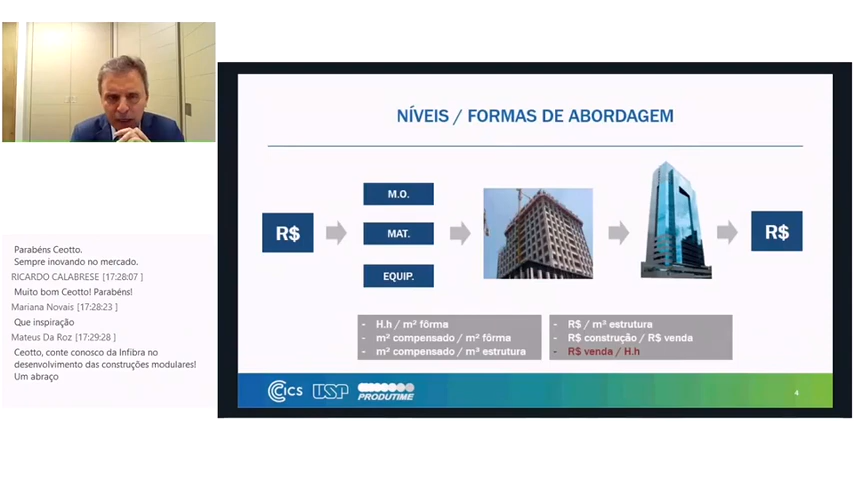 NÍVEIS / FORMAS DE ABORDAGEM
R$
M.O.
MAT.
EQUIP.
R$
- H.h / m² fôrma
- m² compensado / m² fôrma
- m² compensado / m³ estrutura
- R$ / m³ estrutura
- R$ construção / R$ venda
- R$ venda / H.h
CICS
USP
PRODUTIME
4
Parabéns Ceotto.
Sempre inovando no mercado.
RICARDO CALABRESE [17:28:07 ]
Muito bom Ceotto! Parabéns!
Mariana Novais [17:28:23 ]
Que inspiração
Mateus Da Roz [17:29:28 ]
Ceotto, conte conosco da Infibra no
desenvolvimento das construções modulares!
Um abraço